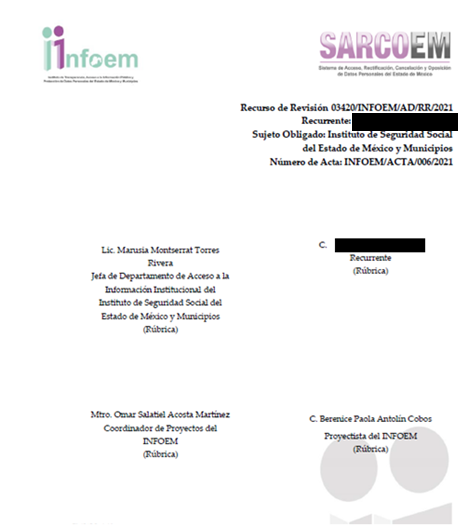 infoem
Instituto de Transparencia, Acceso a la Información Pública y
Protección de Datos Personales del Estado de México y Municipios
SARCOEM
Sistema de Acceso, Rectificación, Cancelación y Oposición
de Datos Personales del Estado de México
Recurso de Revisión 03420/INFOEM/AD/RR/2021
Recurrente:
Sujeto Obligado: Instituto de Seguridad Social
del Estado de México y Municipios
Número de Acta: INFOEM/ACTA/006/2021
Lic. Marusia Montserrat Torres
Rivera
Jefa de Departamento de Acceso a la
Información Institucional del
Instituto de Seguridad Social del
Estado de México y Municipios
(Rúbrica)
C.
Recurrente
(Rúbrica)
Mtro. Omar Salatiel Acosta Martínez
Coordinador de Proyectos del
INFOEM
(Rúbrica)
C. Berenice Paola Antolín Cobos
Proyectista del INFOEM
(Rúbrica)